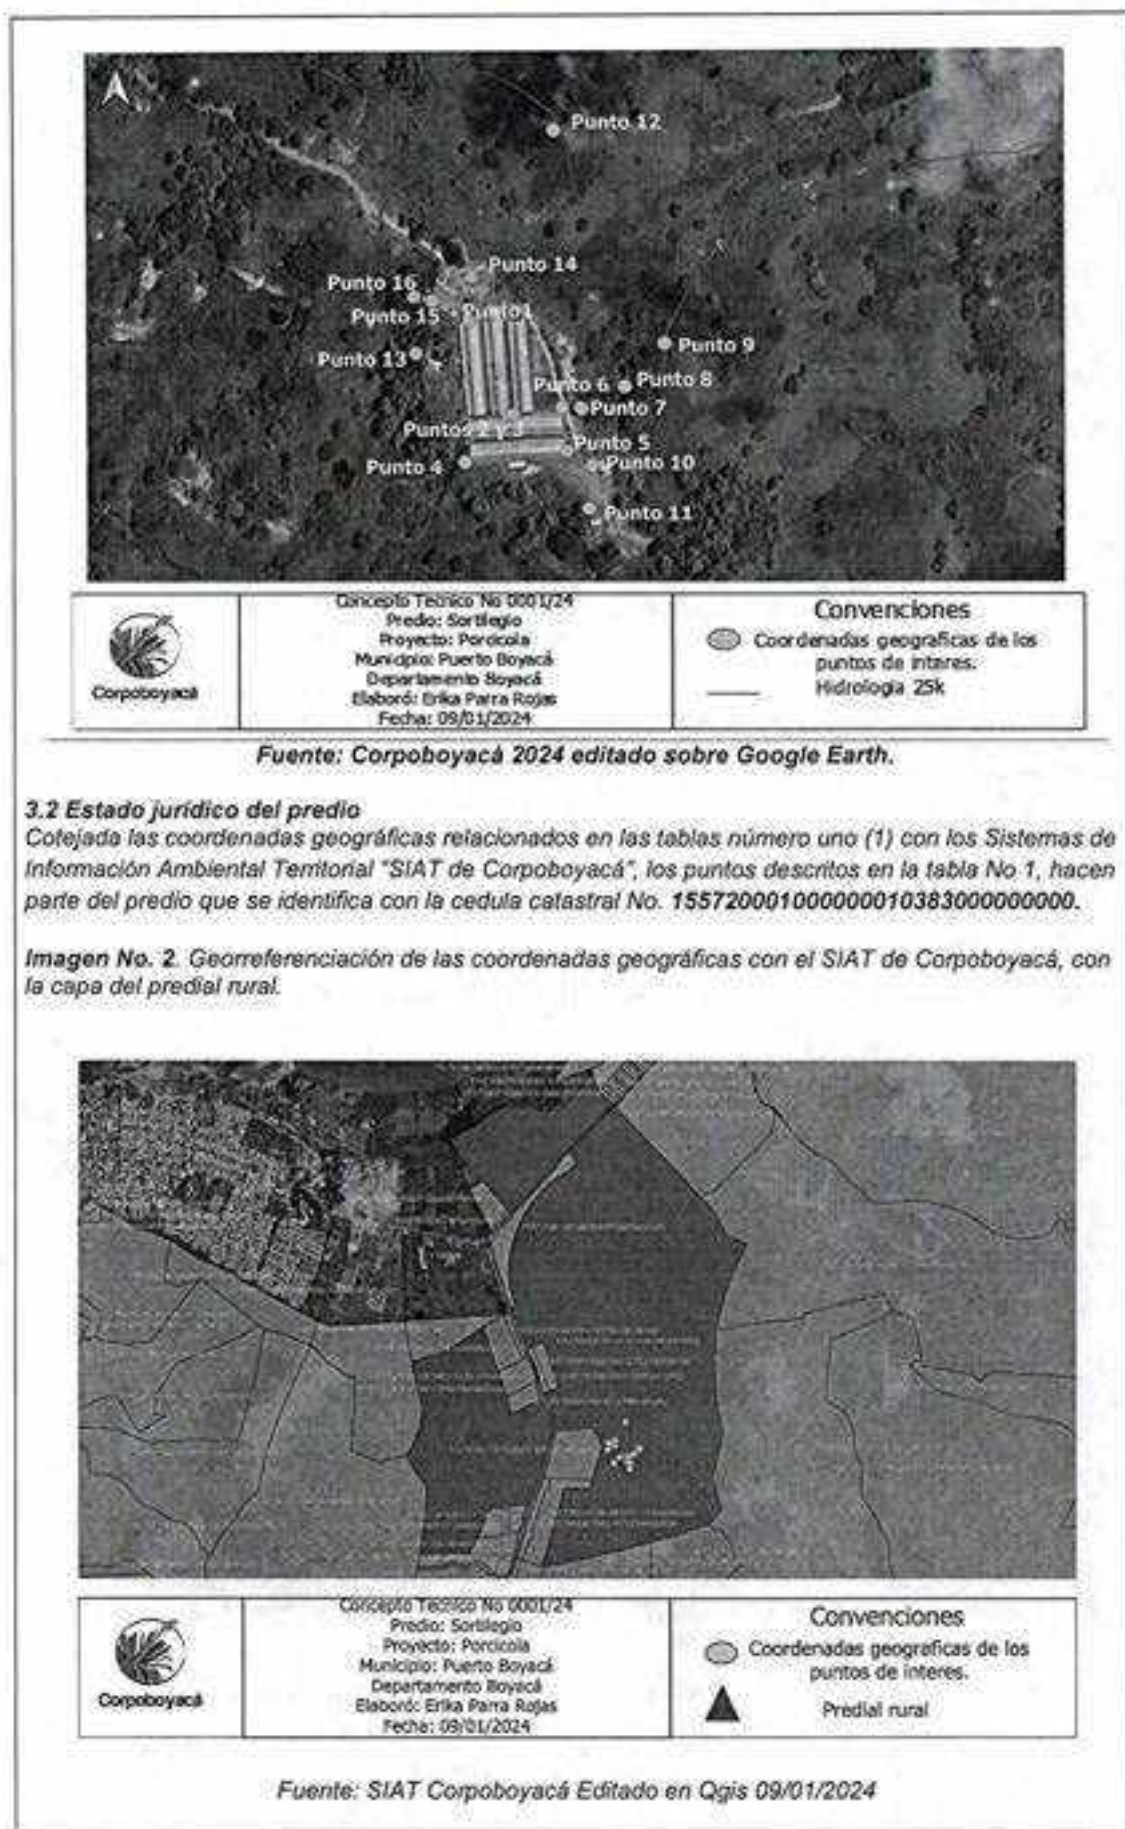 Punto 12
Punto 14
Punto 16
Punto 15
Punto1
Punto 13
Punto 9
Punto 6
Punto 8
Punto 7
Puntos 2 y 3
Punto 5
Punto 4
Punto 10
Punto 11
Corpoboyacá
Concepto Tecnico No 0001/24
Predio: Sortilegio
Proyecto: Porcicola
Municipio: Puerto Boyacá
Departamento Boyacá
Elaboró: Erika Parra Rojas
Fecha: 09/01/2024
Convenciones
Coordenadas geograficas de los
puntos de interes.
Hidrologia 25k
Fuente: Corpoboyacá 2024 editado sobre Google Earth.
3.2 Estado jurídico del predio
Cotejada las coordenadas geográficas relacionados en las tablas número uno (1) con los Sistemas de
Información Ambiental Territorial "SIAT de Corpoboyacá", los puntos descritos en la tabla No 1, hacen
parte del predio que se identifica con la cedula catastral No.
Imagen No. 2. Georreferenciación de las coordenadas geográficas con el SIAT de Corpoboyacá, con
la capa del predial rural.
Corpoboyacá
Concepto Tecnico No 0001/24
Predio: Sortilegio
Proyecto: Porcicola
Municipio: Puerto Boyacá
Departamento Boyacá
Elaboró: Erika Parra Rojas
Fecha: 09/01/2024
Convenciones
Coordenadas geograficas de los
puntos de interes.
Predial rural
Fuente: SIAT Corpoboyacá Editado en Qgis 09/01/2024